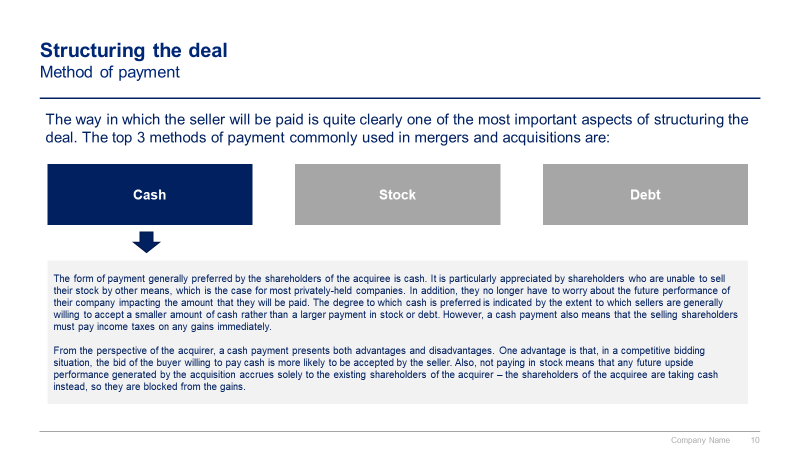 Structuring the deal
Method of payment
The way in which the seller will be paid is quite clearly one of the most important aspects of structuring the
deal. The top 3 methods of payment commonly used in mergers and acquisitions are:
Cash
Stock
Debt
The form of payment generally preferred by the shareholders of the acquiree is cash. It is particularly appreciated by shareholders who are unable to sell
their stock by other means, which is the case for most privately-held companies. In addition, they no longer have to worry about the future performance of
their company impacting the amount that they will be paid. The degree to which cash is preferred is indicated by the extent to which sellers are generally
willing to accept a smaller amount of cash rather than a larger payment in stock or debt. However, a cash payment also means that the selling shareholders
must pay income taxes on any gains immediately.
From the perspective of the acquirer, a cash payment presents both advantages and disadvantages. One advantage is that, in a competitive bidding
situation, the bid of the buyer willing to pay cash is more likely to be accepted by the seller. Also, not paying in stock means that any future upside
performance generated by the acquisition accrues solely to the existing shareholders of the acquirer – the shareholders of the acquiree are taking cash
instead, so they are blocked from the gains.
Company Name
10